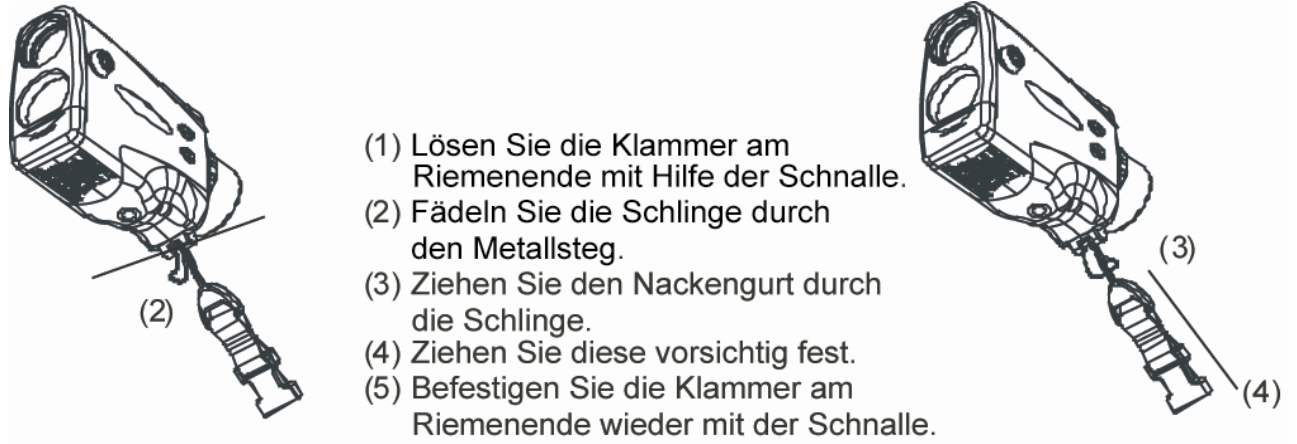 (1) Lösen Sie die Klammer am
Riemenende mit Hilfe der Schnalle.
(2) Fädeln Sie die Schlinge durch
den Metallsteg.
(3) Ziehen Sie den Nackengurt durch
die Schlinge.
(4) Ziehen Sie diese vorsichtig fest.
(5) Befestigen Sie die Klammer am
Riemenende wieder mit der Schnalle.
(2)
(3)
(4)